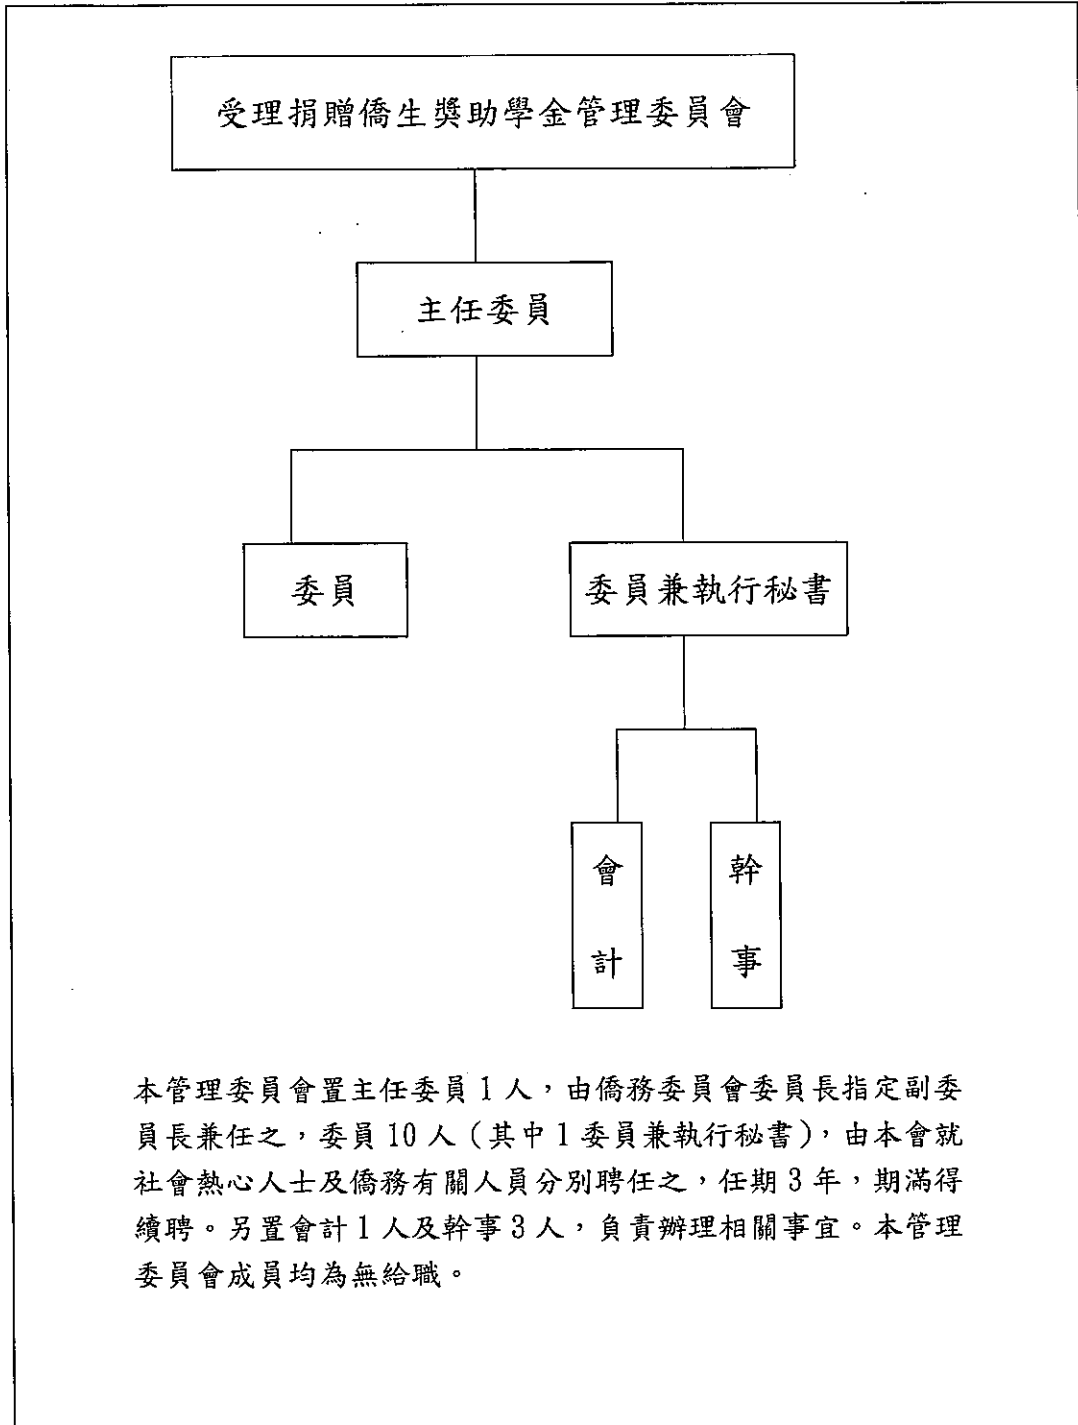 受理捐贈僑生獎助學金管理委員會
主任委員
委員
委員兼執行秘書
會計
幹事
本管理委員會置主任委員1人，由僑務委員會委員長指定副委
員長兼任之，委員10人（其中1委員兼執行秘書），由本會就
社會熱心人士及僑務有關人員分別聘任之，任期3年，期滿得
續聘。另置會計1人及幹事3人，負責辦理相關事宜。本管理
委員會成員均為無給職。